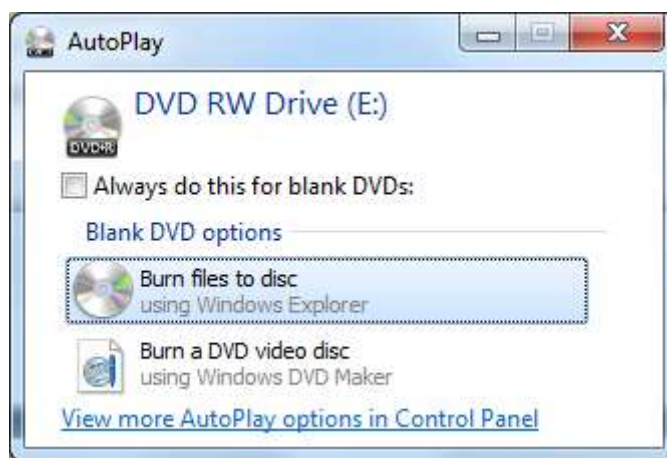 AutoPlay
DVD RW Drive (E:)
DVD+R
Always do this for blank DVDs:
Blank DVD options
Burn files to disc
using Windows Explorer
Burn a DVD video disc
using Windows DVD Maker
View more AutoPlay options in Control Panel